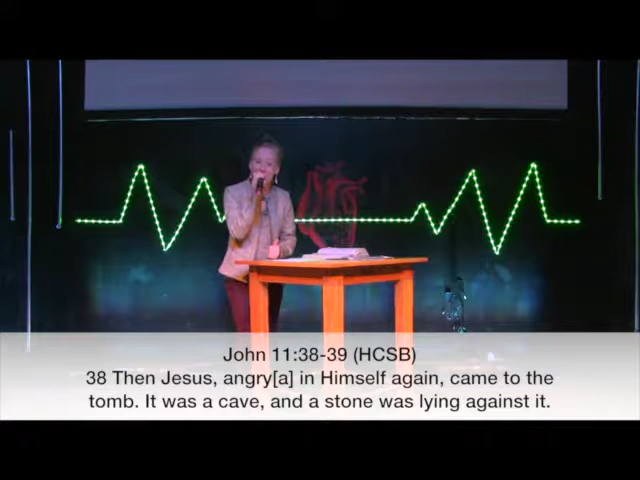 John 11:38-39 (HCSB)
38 Then Jesus, angry[a] in Himself again, came to the
tomb. It was a cave, and a stone was lying against it.